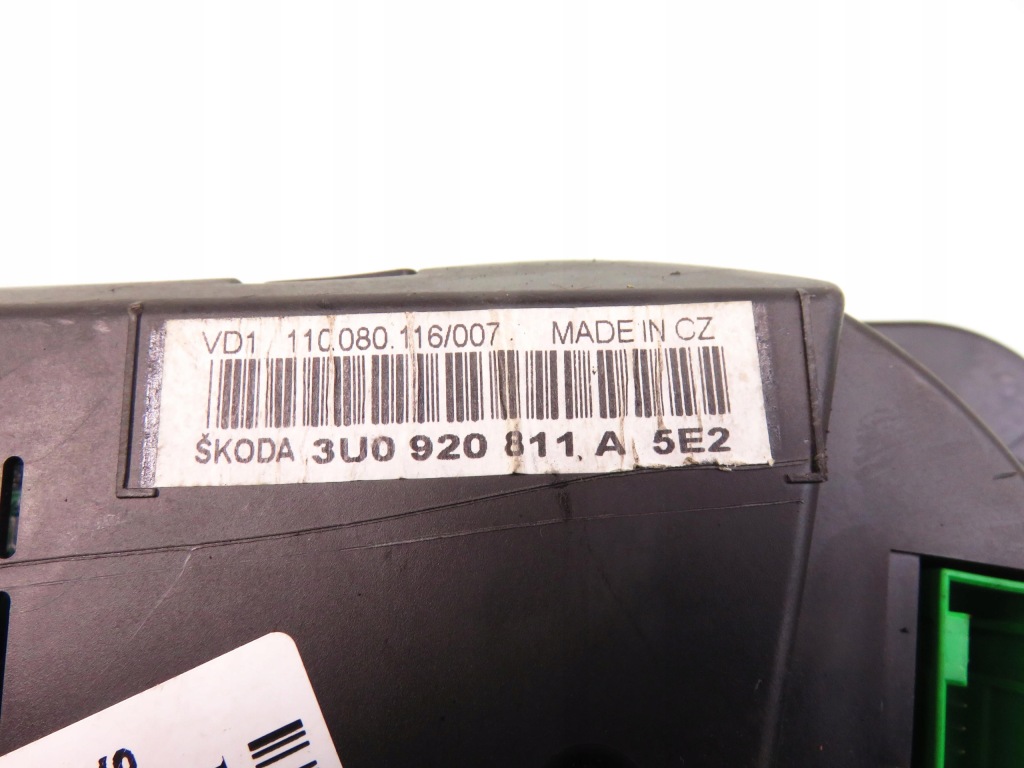 VD1 110.080.116/007 MADE IN CZ
ŠKODA 3U0 920 811 A 5E2